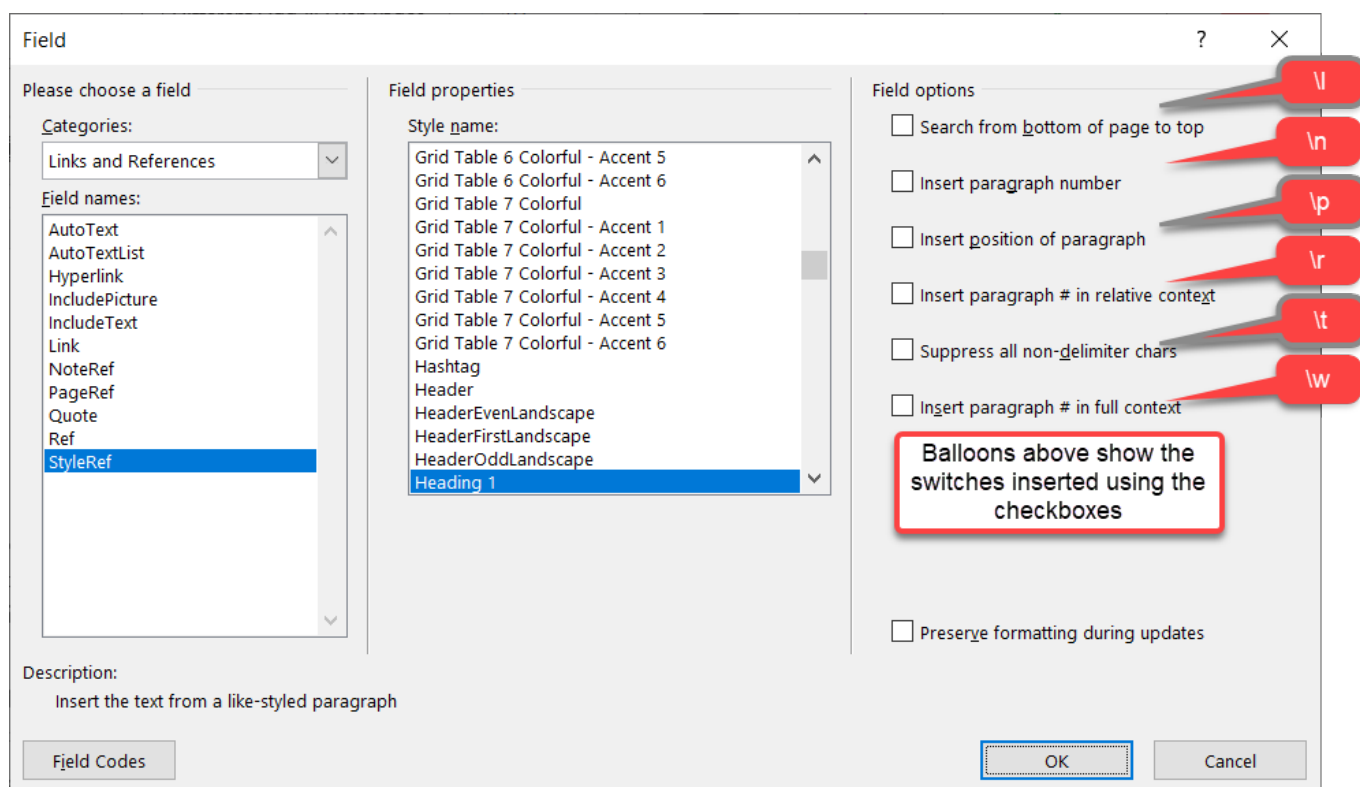 Field
?
Please choose a field
Categories:
Links and References
Field names:
AutoText
AutoTextList
Hyperlink
IncludePicture
IncludeText
Link
NoteRef
PageRef
Quote
Ref
StyleRef
Field properties
Style name:
Grid Table 6 Colorful - Accent 5
Grid Table 6 Colorful - Accent 6
Grid Table 7 Colorful
Grid Table 7 Colorful - Accent 1
Grid Table 7 Colorful - Accent 2
Grid Table 7 Colorful - Accent 3
Grid Table 7 Colorful - Accent 4
Grid Table 7 Colorful - Accent 5
Grid Table 7 Colorful - Accent 6
Hashtag
Header
HeaderEvenLandscape
HeaderFirstLandscape
HeaderOddLandscape
Heading 1
Field options
\l
Search from bottom of page to top
\n
Insert paragraph number
\p
Insert position of paragraph
\r
Insert paragraph # in relative context
\t
Suppress all non-delimiter chars
\w
Insert paragraph # in full context
Balloons above show the
switches inserted using the
checkboxes
Preserve formatting during updates
Description:
Insert the text from a like-styled paragraph
Field Codes
OK
Cancel